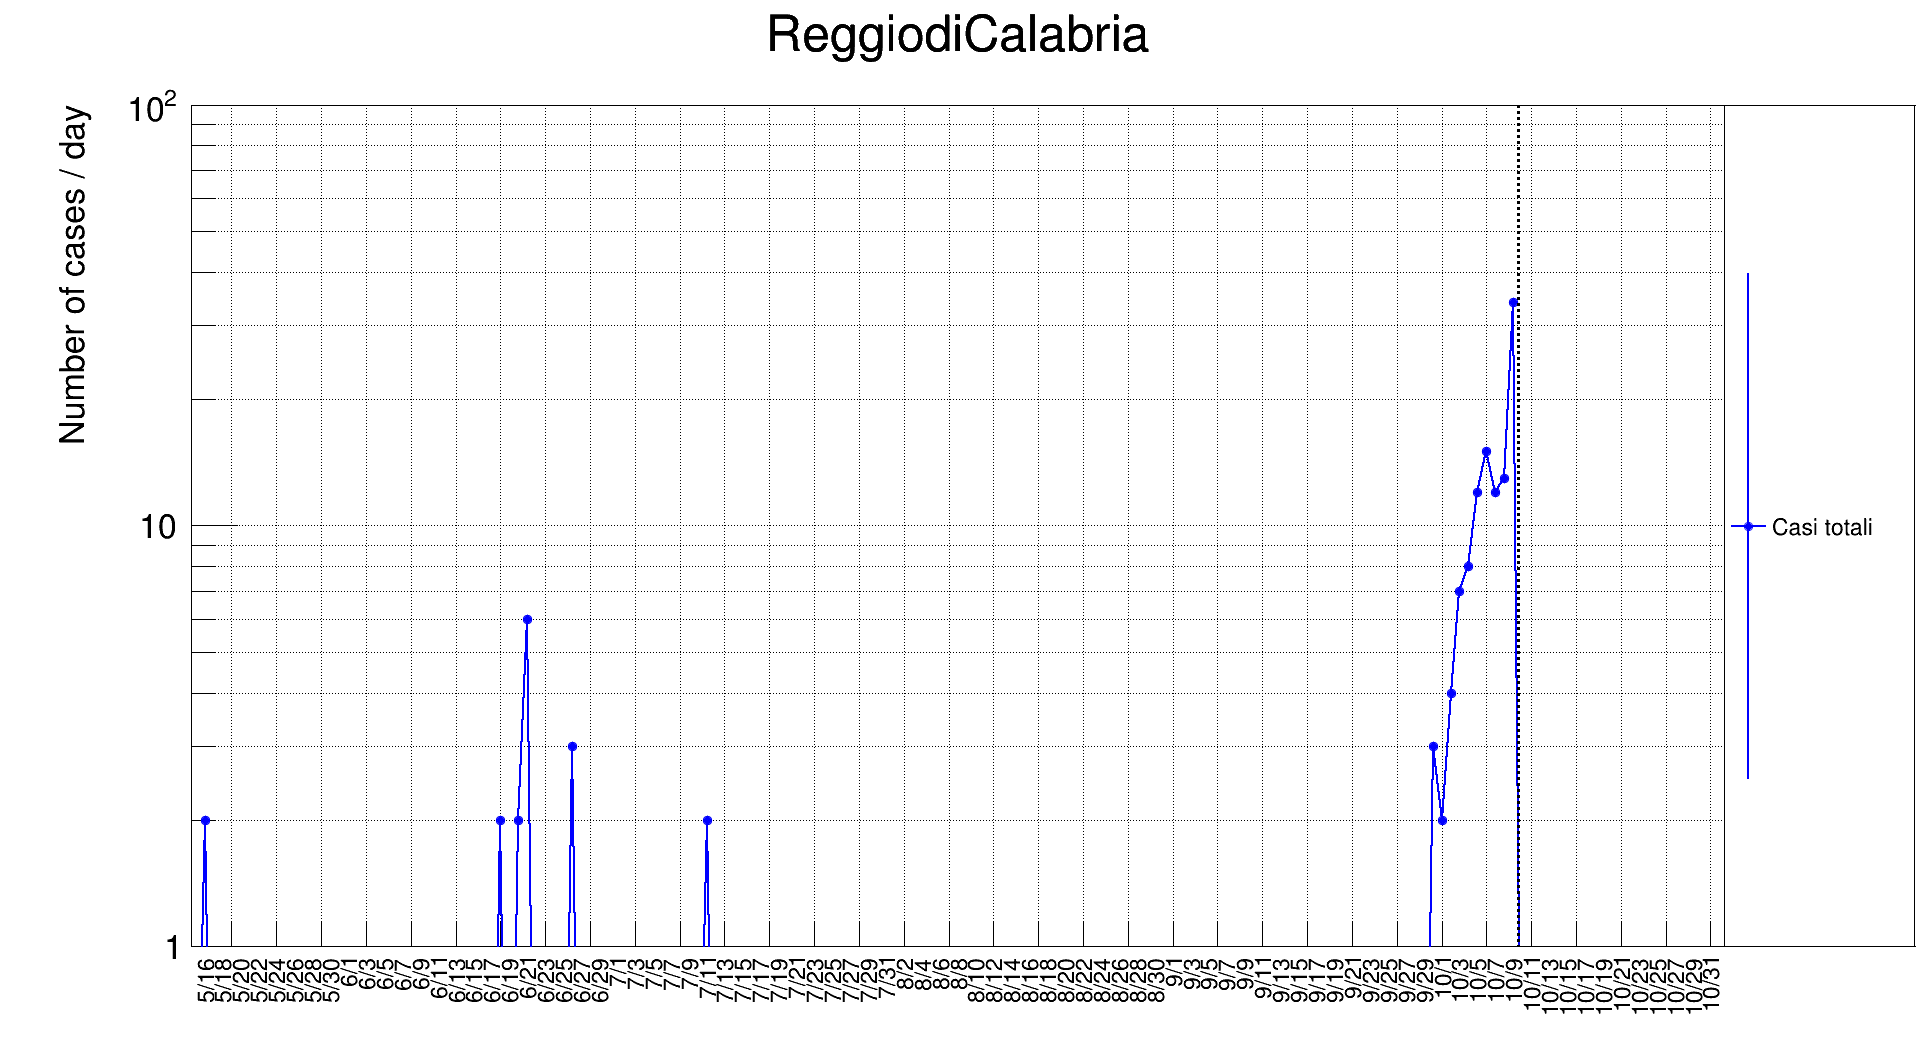 ReggiodiCalabria
Number of cases / day
10²
10
1
Casi totali
5/16 5/18 5/20 5/22 5/24 5/26 5/28 5/30 6/1 6/3 6/5 6/7 6/9 6/11 6/13 6/15 6/17 6/19 6/21 6/23 6/25 6/27 6/29 7/1 7/3 7/5 7/7 7/9 7/11 7/13 7/15 7/17 7/19 7/21 7/23 7/25 7/27 7/29 7/31 8/2 8/4 8/6 8/8 8/10 8/12 8/14 8/16 8/18 8/20 8/22 8/24 8/26 8/28 8/30 9/1 9/3 9/5 9/7 9/9 9/11 9/13 9/15 9/17 9/19 9/21 9/23 9/25 9/27 9/29 10/1 10/3 10/5 10/7 10/9 10/11 10/13 10/15 10/17 10/19 10/21 10/23 10/25 10/27 10/29 10/31